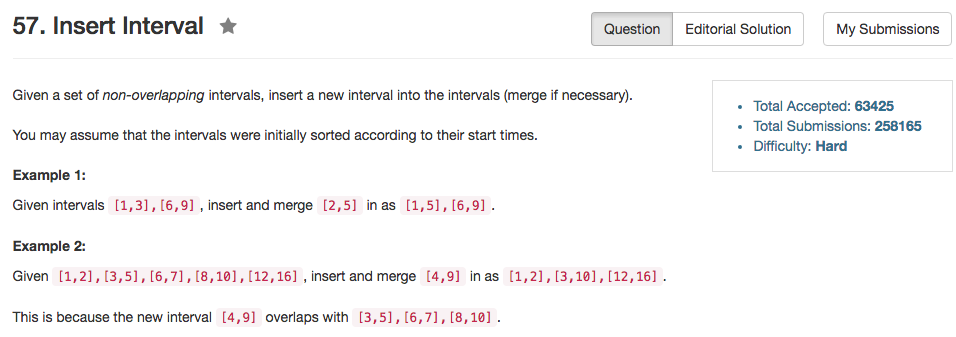 57. Insert Interval
Question Editorial Solution My Submissions
Given a set of non-overlapping intervals, insert a new interval into the intervals (merge if necessary).
You may assume that the intervals were initially sorted according to their start times.
Example 1:
Given intervals [1,3],[6,9], insert and merge [2,5] in as [1,5],[6,9].
Example 2:
Given [1,2],[3,5],[6,7],[8,10],[12,16], insert and merge [4,9] in as [1,2],[3,10],[12,16].
This is because the new interval [4,9] overlaps with [3,5],[6,7],[8,10].
Total Accepted: 63425
Total Submissions: 258165
Difficulty: Hard